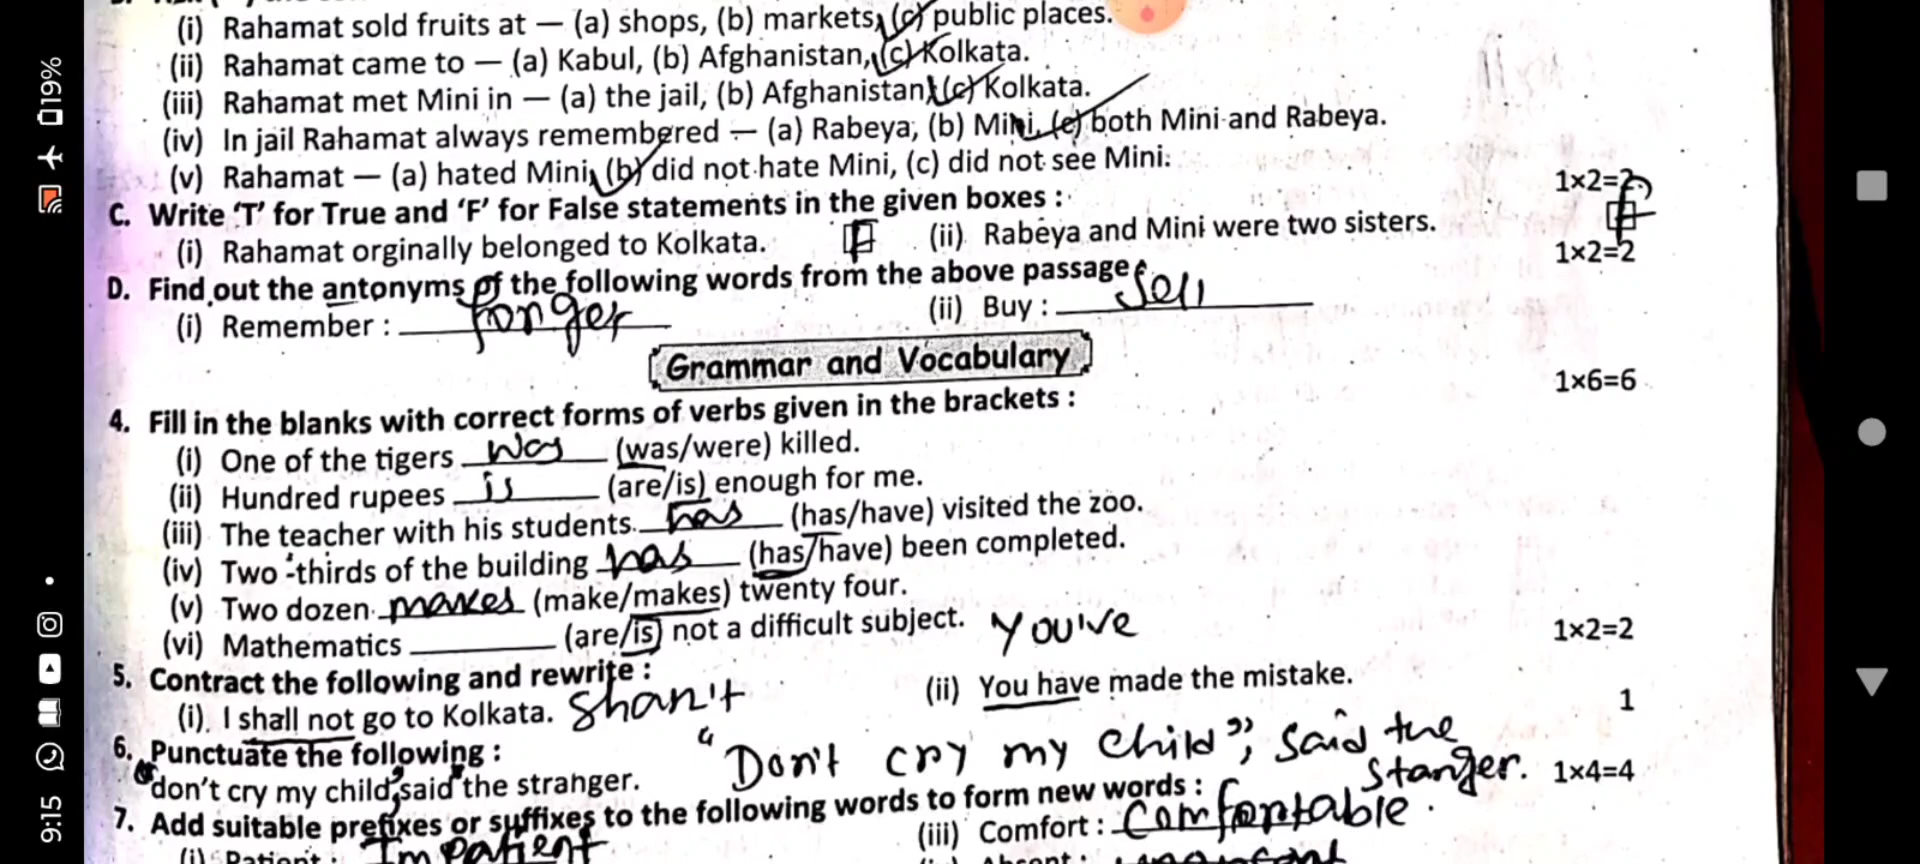 (i) Rahamat sold fruits at — (a) shops, (b) markets, (c) public places.
(ii) Rahamat came to — (a) Kabul, (b) Afghanistan, (c) Kolkata.
(iii) Rahamat met Mini in — (a) the jail, (b) Afghanistan, (c) Kolkata.
(iv) In jail Rahamat always remembered — (a) Rabeya, (b) Mini, (c) both Mini and Rabeya.
(v) Rahamat — (a) hated Mini, (b) did not hate Mini, (c) did not see Mini.
C. Write 'T' for True and 'F' for False statements in the given boxes : 1×2=2
(i) Rahamat orginally belonged to Kolkata. F (ii) Rabeya and Mini were two sisters. F
D. Find out the antonyms of the following words from the above passage : 1×2=2
(i) Remember : forger (ii) Buy : Sell
Grammar and Vocabulary
4. Fill in the blanks with correct forms of verbs given in the brackets : 1×6=6
(i) One of the tigers was (was/were) killed.
(ii) Hundred rupees is (are/is) enough for me.
(iii) The teacher with his students has (has/have) visited the zoo.
(iv) Two-thirds of the building has (has/have) been completed.
(v) Two dozen makes (make/makes) twenty four.
(vi) Mathematics ______ (are/is) not a difficult subject. You've
5. Contract the following and rewrite : 1×2=2
(i) I shall not go to Kolkata. Shan't (ii) You have made the mistake.
6. Punctuate the following : 1
"Don't cry my child", said the
stanger.
don't cry my child said the stranger.
7. Add suitable prefixes or suffixes to the following words to form new words : 1×4=4
(i) Patient : Impatient (iii) Comfort : Comfortable.
Absent :
19%
9:15